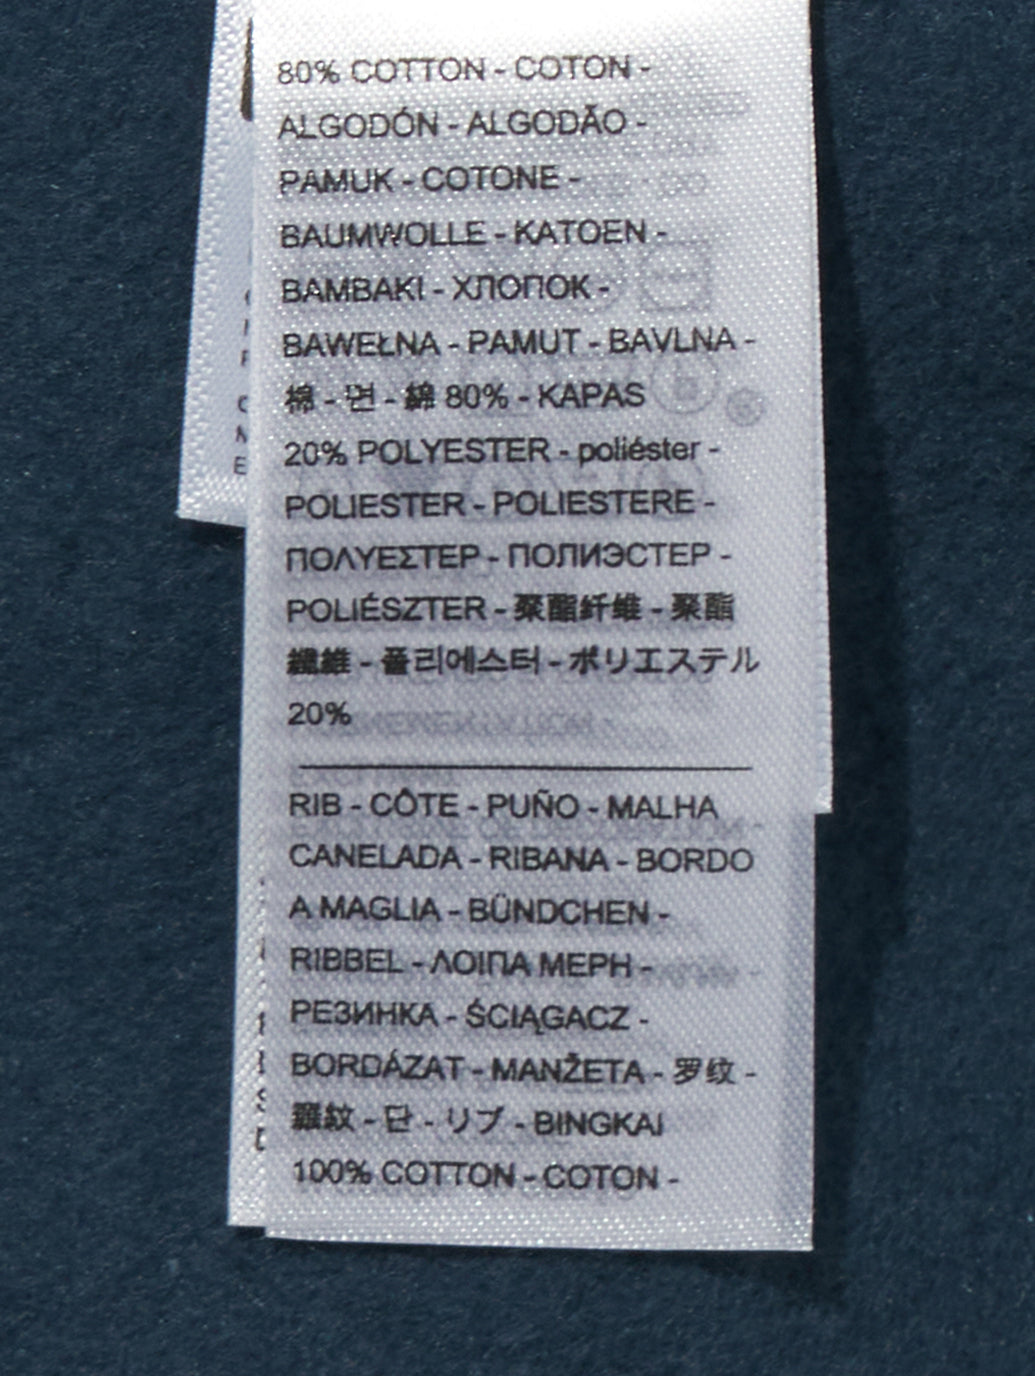 80% COTTON - COTON -
ALGODÓN - ALGODÃO -
PAMUK - COTONE -
BAUMWOLLE - KATOEN -
BAMBAKI - ХЛОПОК -
BAWEŁNA - PAMUT - BAVLNA -
棉 - 면 - 綿 80% - KAPAS
20% POLYESTER - poliéster -
POLIESTER - POLIESTERE -
ΠΟΛΥΕΣΤΕΡ - ПОЛИЭСТЕР -
POLIÉSZTER - 聚酯纤维 - 聚酯
纖維 - 폴리에스터 - ポリエステル
20%
RIB - CÔTE - PUÑO - MALHA
CANELADA - RIBANA - BORDO
A MAGLIA - BÜNDCHEN -
RIBBEL - ΛΟΙΠΑ ΜΕΡΗ -
РЕЗИНКА - ŚCIĄGACZ -
BORDÁZAT - MANŽETA - 罗纹 -
羅紋 - 단 - リブ - BINGKAI
100% COTTON - COTON -